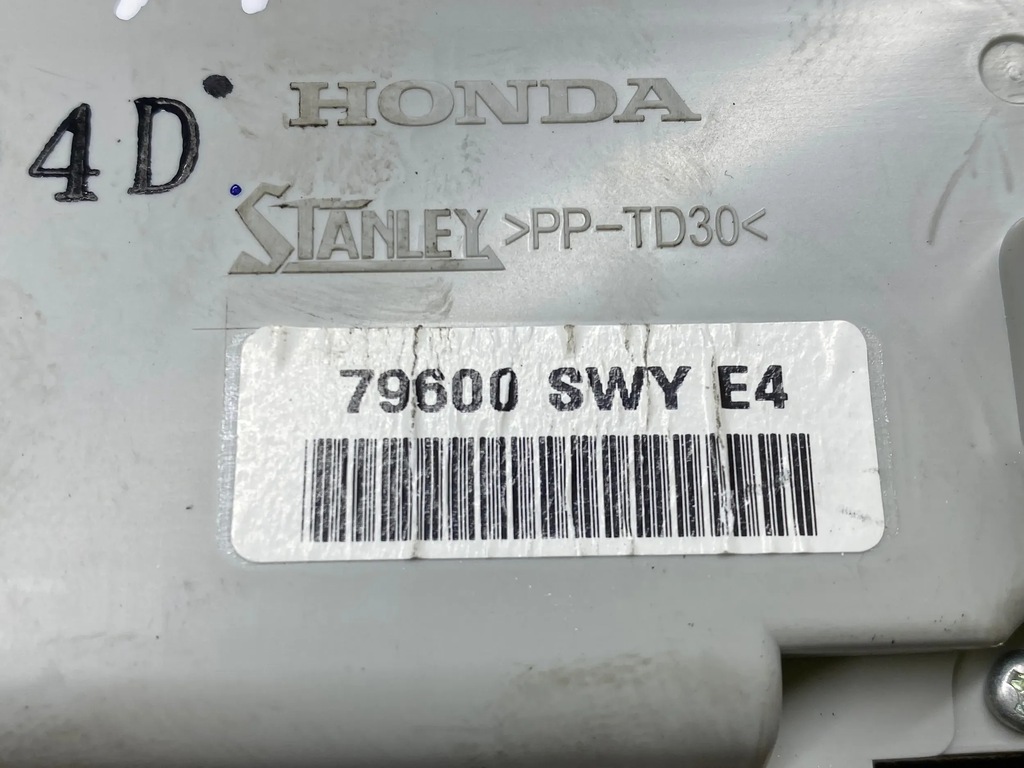 HONDA
4D
STANLEY >PP-TD30<
79600 SWY E4